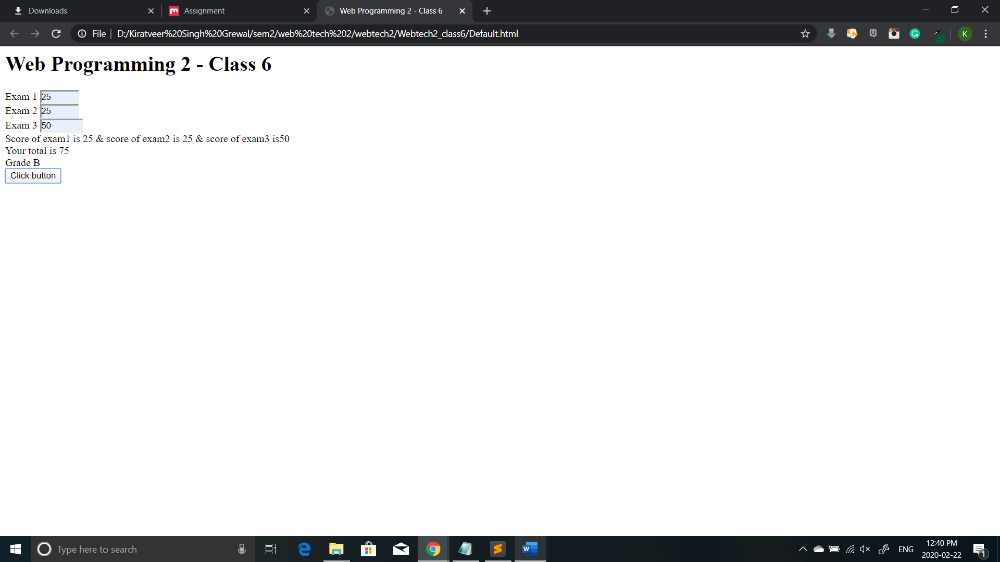 Downloads
Assignment
Web Programming 2 - Class 6
File
D:/Kiratveer%20Singh%20Grewal/sem2/web%20tech%202/webtech2/Webtech2_class6/Default.html
K
Web Programming 2 - Class 6
Exam 1 25
Exam 2 25
Exam 3 50
Score of exam1 is 25 & score of exam2 is 25 & score of exam3 is50
Your total is 75
Grade B
Click button
Type here to search
ENG
12:40 PM
2020-02-22
1